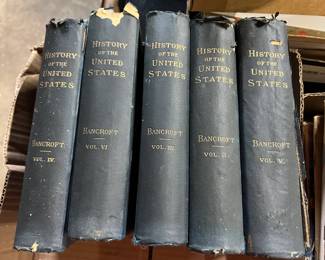 HISTORY
OF THE
UNITED
STATES
BANCROFT
VOL. IV.
HISTORY
OF THE
UNITED
STATES
BANCROFT
VOL. VI.
HISTORY
OF THE
UNITED
STATES
BANCROFT
VOL. III.
HISTORY
OF THE
UNITED
STATES
BANCROFT
VOL. II.
HISTORY
OF THE
UNITED
STATES
BANCROFT
VOL.